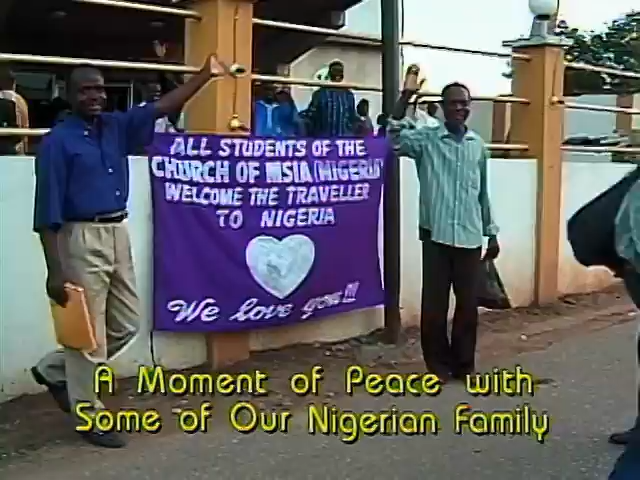 ALL STUDENTS OF THE
CHURCH OF MSIA (NIGERIA)
WELCOME THE TRAVELLER
TO NIGERIA
We love you!!!
A Moment of Peace with
Some of Our Nigerian Family